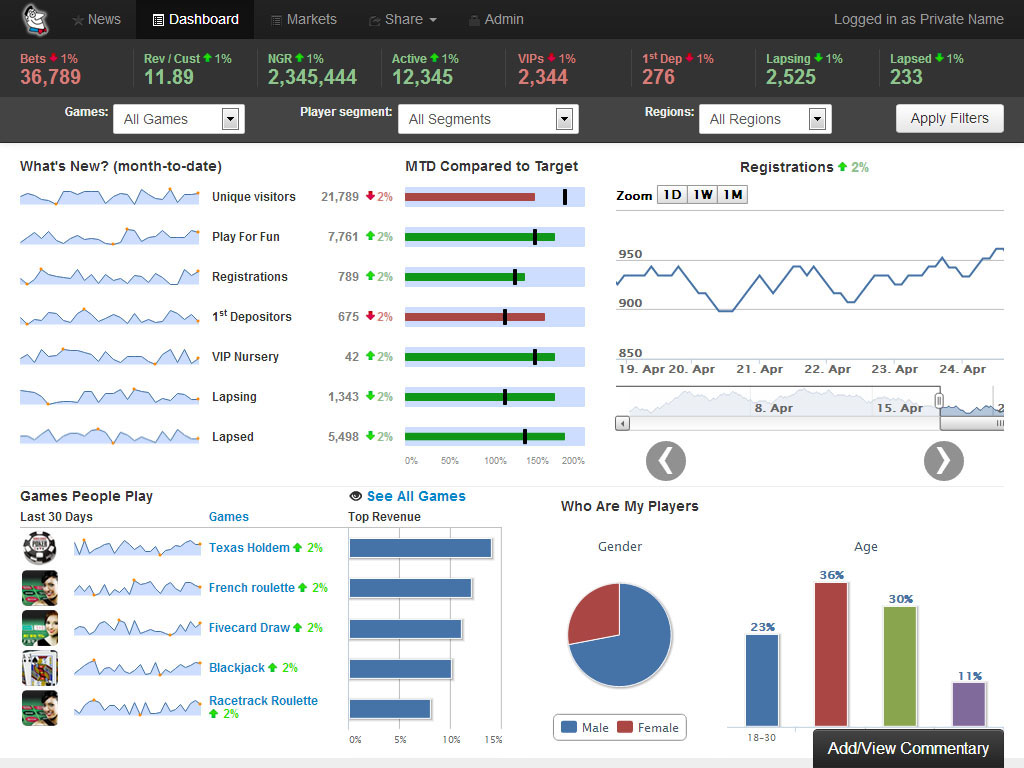 News Dashboard Markets Share Admin Logged in as Private Name
Bets 1% Rev / Cust 1% NGR 1% Active 1% VIPs 1% 1st Dep 1% Lapsing 1% Lapsed 1%
36,789 11.89 2,345,444 12,345 2,344 276 2,525 233
Games: All Games Player segment: All Segments Regions: All Regions Apply Filters
What's New? (month-to-date) MTD Compared to Target Registrations 2%
Unique visitors 21,789 2%
Play For Fun 7,761 2%
Registrations 789 2%
1st Depositors 675 2%
VIP Nursery 42 2%
Lapsing 1,343 2%
Lapsed 5,498 2%
0% 50% 100% 150% 200%
Zoom 1D 1W 1M
950
900
850
19. Apr 20. Apr 21. Apr 22. Apr 23. Apr 24. Apr
8. Apr 15. Apr 2
Games People Play See All Games
Last 30 Days Games Top Revenue
Texas Holdem 2%
French roulette 2%
Fivecard Draw 2%
Blackjack 2%
Racetrack Roulette
2%
0% 5% 10% 15%
Who Are My Players
Gender Age
Male Female
23% 36% 30% 11%
18-30
Add/View Commentary